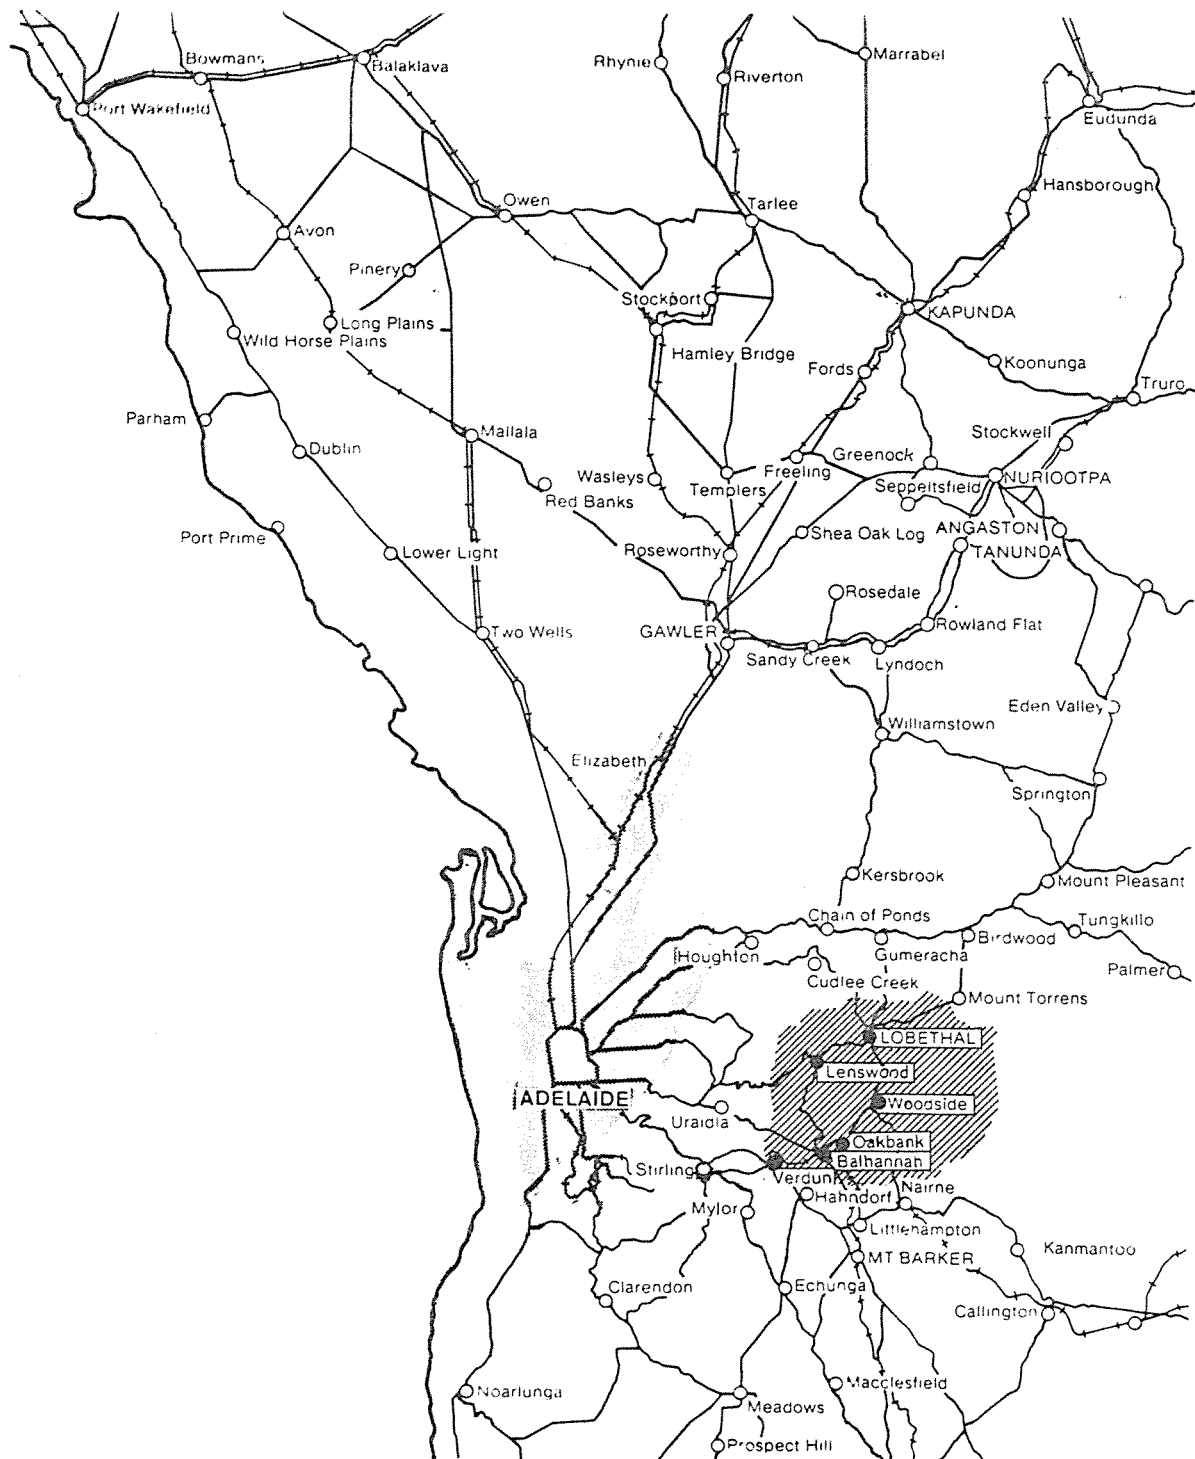 Bowmans
Balaklava
Rhynie
Riverton
Marrabel
Port Wakefield
Eudunda
Hansborough
Owen
Tarlee
Avon
Pinery
Stockport
KAPUNDA
Long Plains
Wild Horse Plains
Hamley Bridge
Fords
Koonunga
Truro
Parham
Mallala
Stockwell
Dublin
Greenock
Wasleys
Freeling
NURIOOTPA
Templers
Seppeltsfield
Red Banks
ANGASTON
Port Prime
Shea Oak Log
Lower Light
Roseworthy
TANUNDA
Rosedale
Two Wells
GAWLER
Rowland Flat
Sandy Creek
Lyndoch
Eden Valley
Williamstown
Elizabeth
Springton
Kersbrook
Mount Pleasant
Chain of Ponds
Tungkillo
Birdwood
Houghton
Gumeracha
Palmer
Cudlee Creek
Mount Torrens
LOBETHAL
Lenswood
ADELAIDE
Woodside
Uraidla
Oakbank
Balhannah
Stirling
Verdun
Nairne
Hahndorf
Mylor
Littlehampton
Kanmantoo
MT BARKER
Clarendon
Echunga
Callington
Macclesfield
Noarlunga
Meadows
Prospect Hill